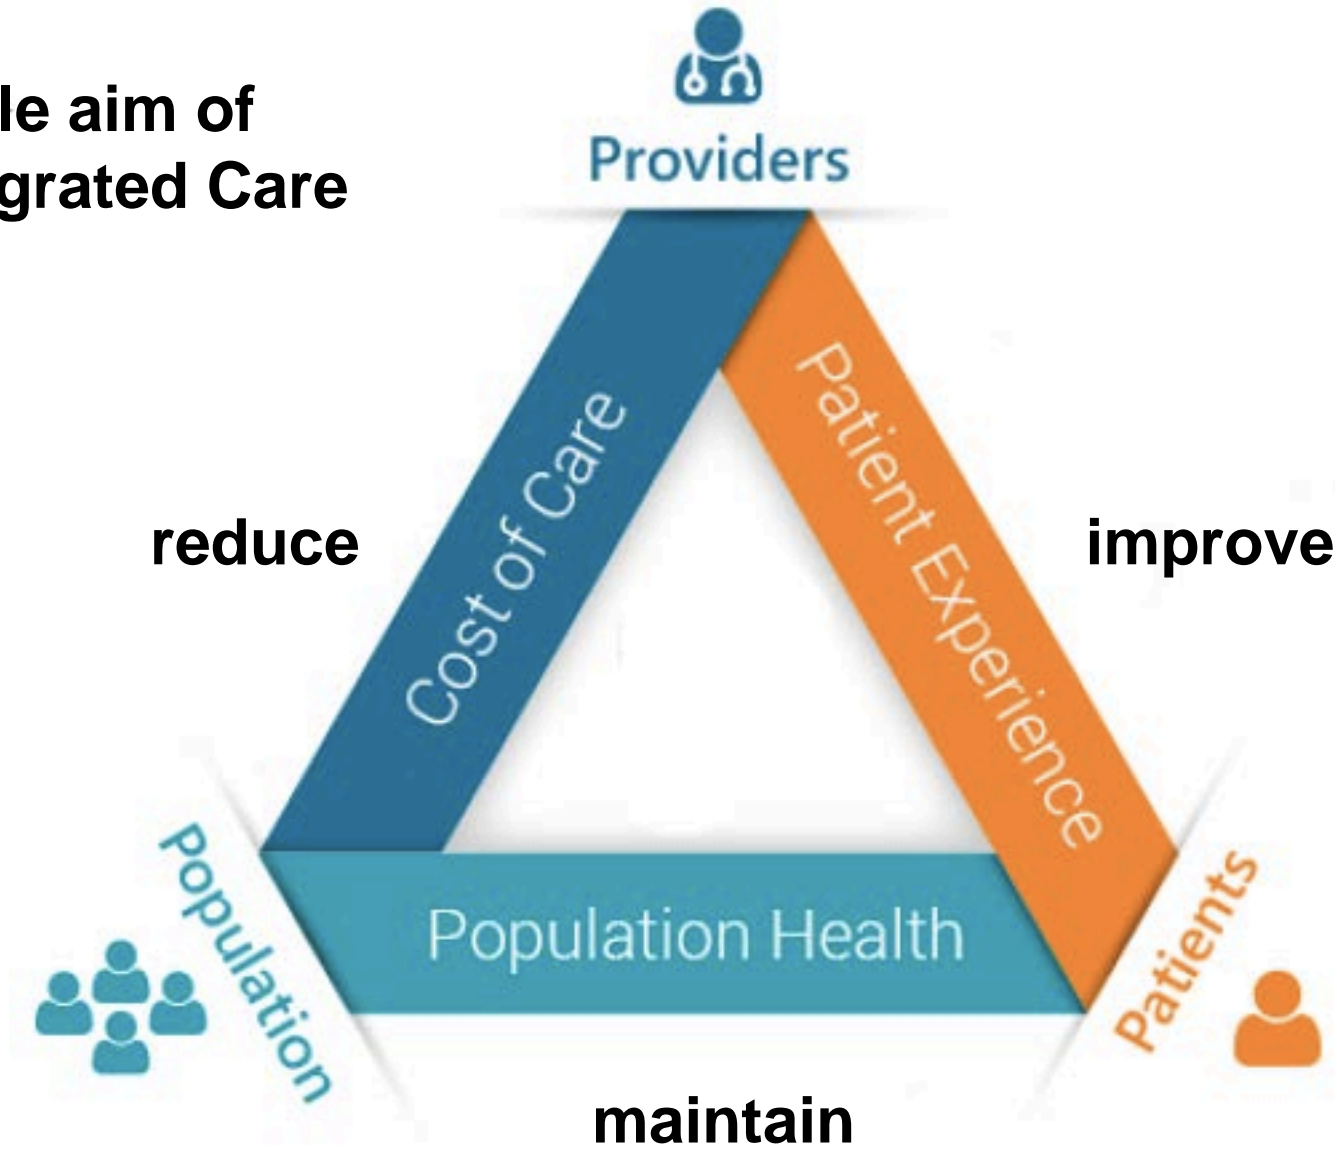 le aim of
grated Care
Providers
Cost of Care
Patient Experience
reduce
improve
Population
Population Health
Patients
maintain